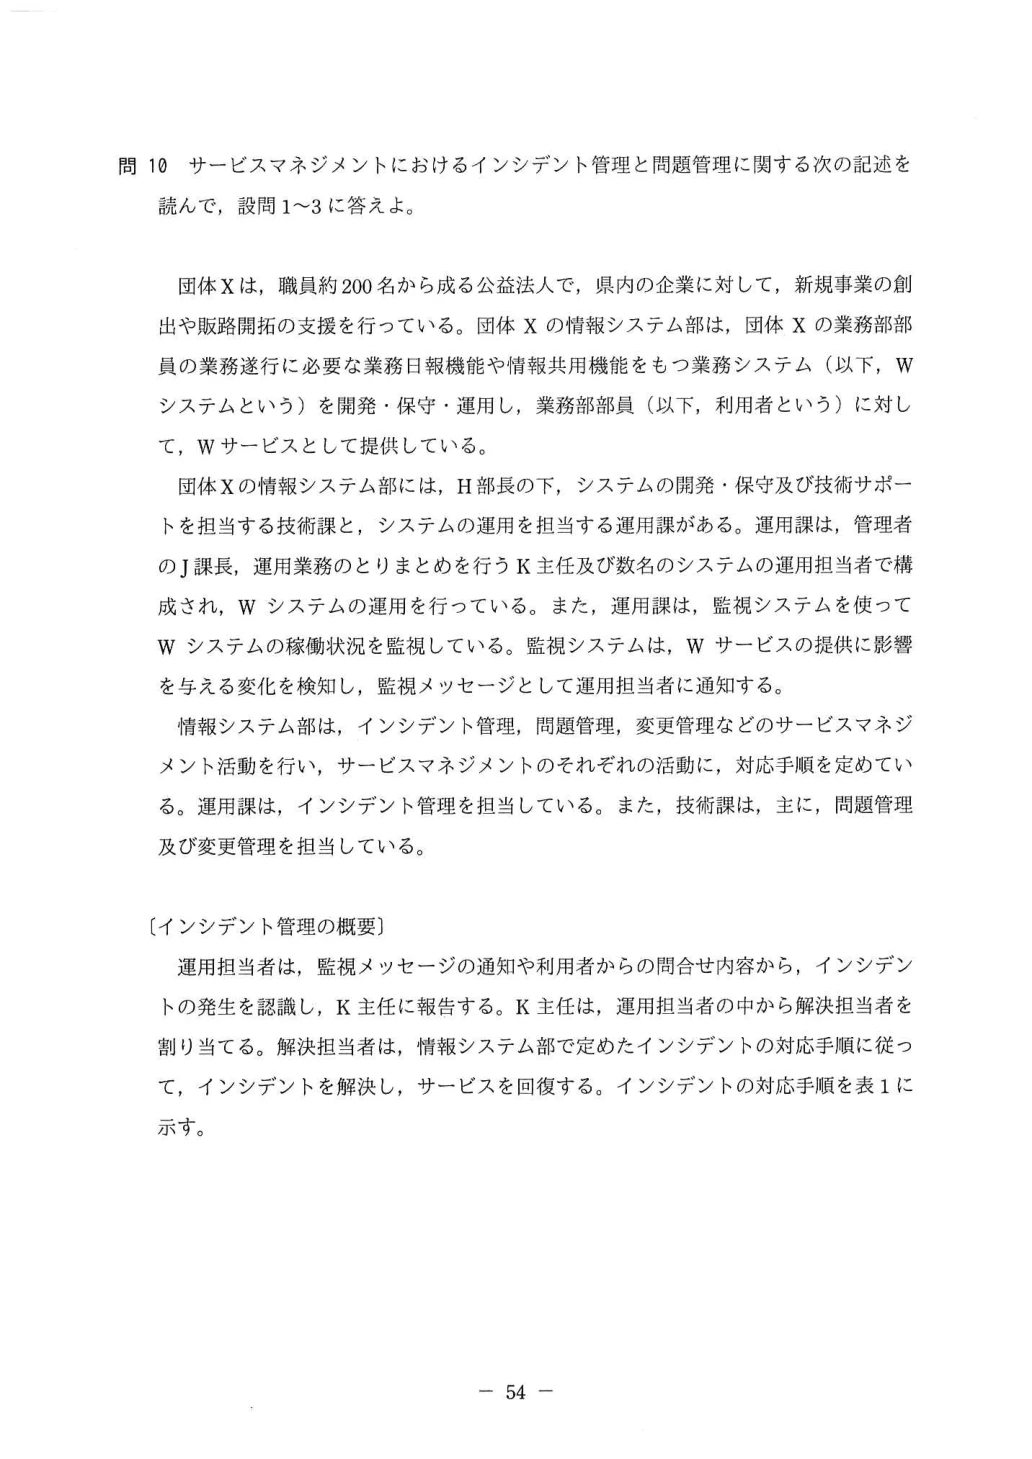 問 10 サービスマネジメントにおけるインシデント管理と問題管理に関する次の記述を
読んで，設問 1～3 に答えよ。
団体 X は，職員約 200 名から成る公益法人で，県内の企業に対して，新規事業の創
出や販路開拓の支援を行っている。団体 X の情報システム部は，団体 X の業務部部
員の業務遂行に必要な業務日報機能や情報共用機能をもつ業務システム（以下，W
システムという）を開発・保守・運用し，業務部部員（以下，利用者という）に対し
て，W サービスとして提供している。
団体 X の情報システム部には，H 部長の下，システムの開発・保守及び技術サポー
トを担当する技術課と，システムの運用を担当する運用課がある。運用課は，管理者
の J 課長，運用業務のとりまとめを行う K 主任及び数名のシステムの運用担当者で構
成され，W システムの運用を行っている。また，運用課は，監視システムを使って
W システムの稼働状況を監視している。監視システムは，W サービスの提供に影響
を与える変化を検知し，監視メッセージとして運用担当者に通知する。
情報システム部は，インシデント管理，問題管理，変更管理などのサービスマネジ
メント活動を行い，サービスマネジメントのそれぞれの活動に，対応手順を定めてい
る。運用課は，インシデント管理を担当している。また，技術課は，主に，問題管理
及び変更管理を担当している。
〔インシデント管理の概要〕
運用担当者は，監視メッセージの通知や利用者からの問合せ内容から，インシデン
トの発生を認識し，K 主任に報告する。K 主任は，運用担当者の中から解決担当者を
割り当てる。解決担当者は，情報システム部で定めたインシデントの対応手順に従っ
て，インシデントを解決し，サービスを回復する。インシデントの対応手順を表 1 に
示す。
－ 54 －